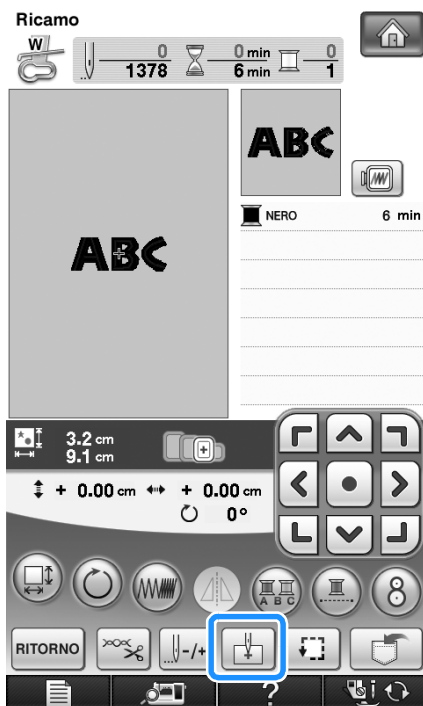 Ricamo
W
0
1378
0 min
6 min
0
1
ABC
ABC
NERO 6 min
3.2 cm
9.1 cm
+ 0.00 cm + 0.00 cm
0°
A B C
8
RITORNO
-/+
?